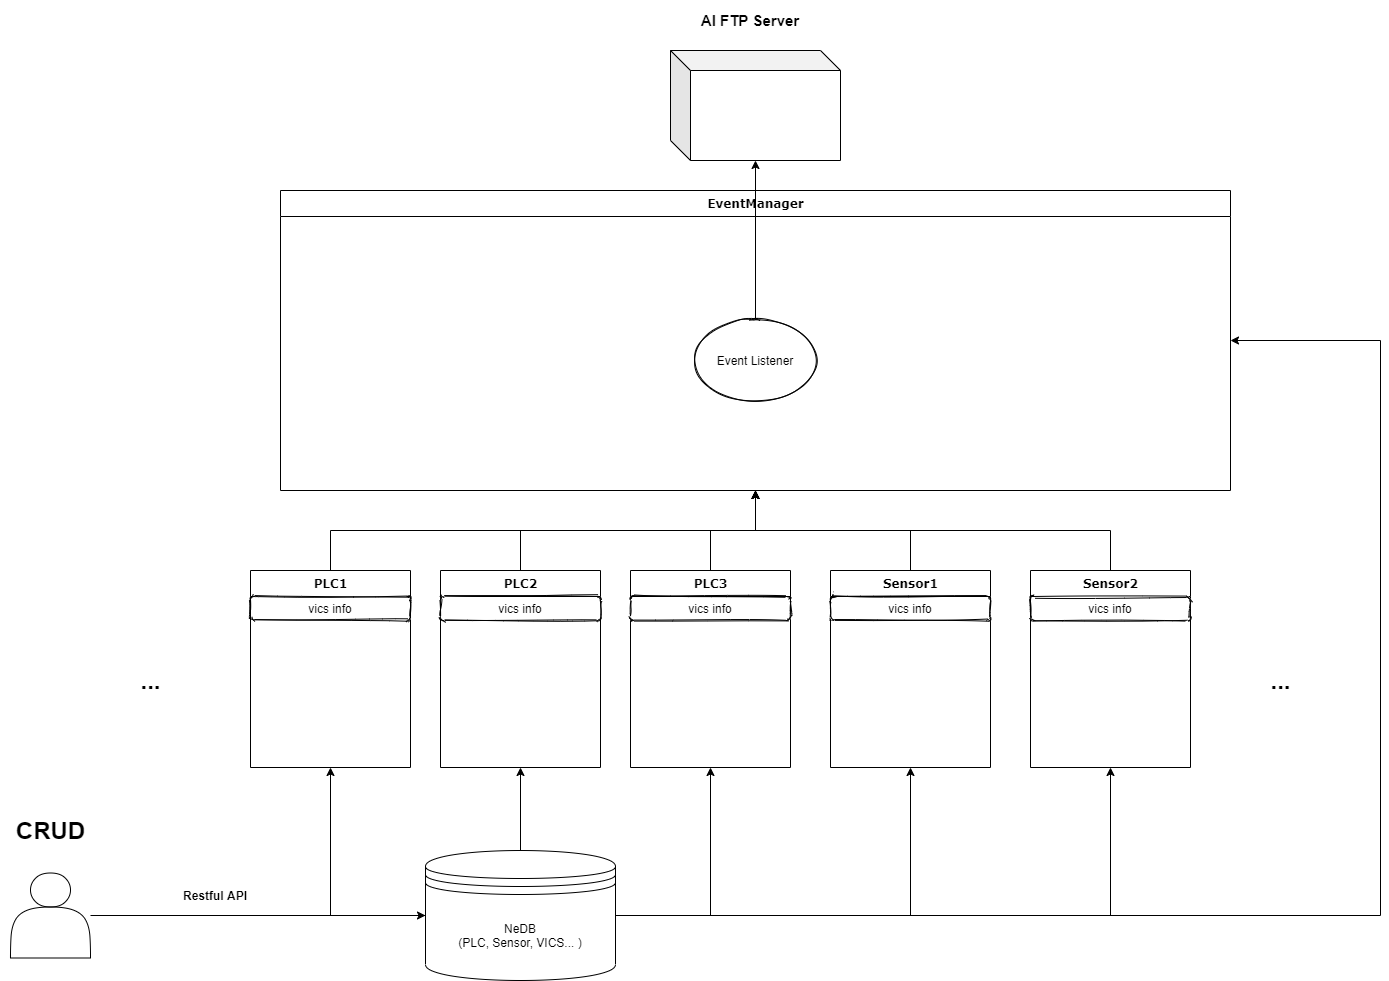 AI FTP Server
EventManager
Event Listener
PLC1
PLC2
PLC3
Sensor1
Sensor2
vics info
vics info
vics info
vics info
vics info
...
...
CRUD
Restful API
NeDB
(PLC, Sensor, VICS... )